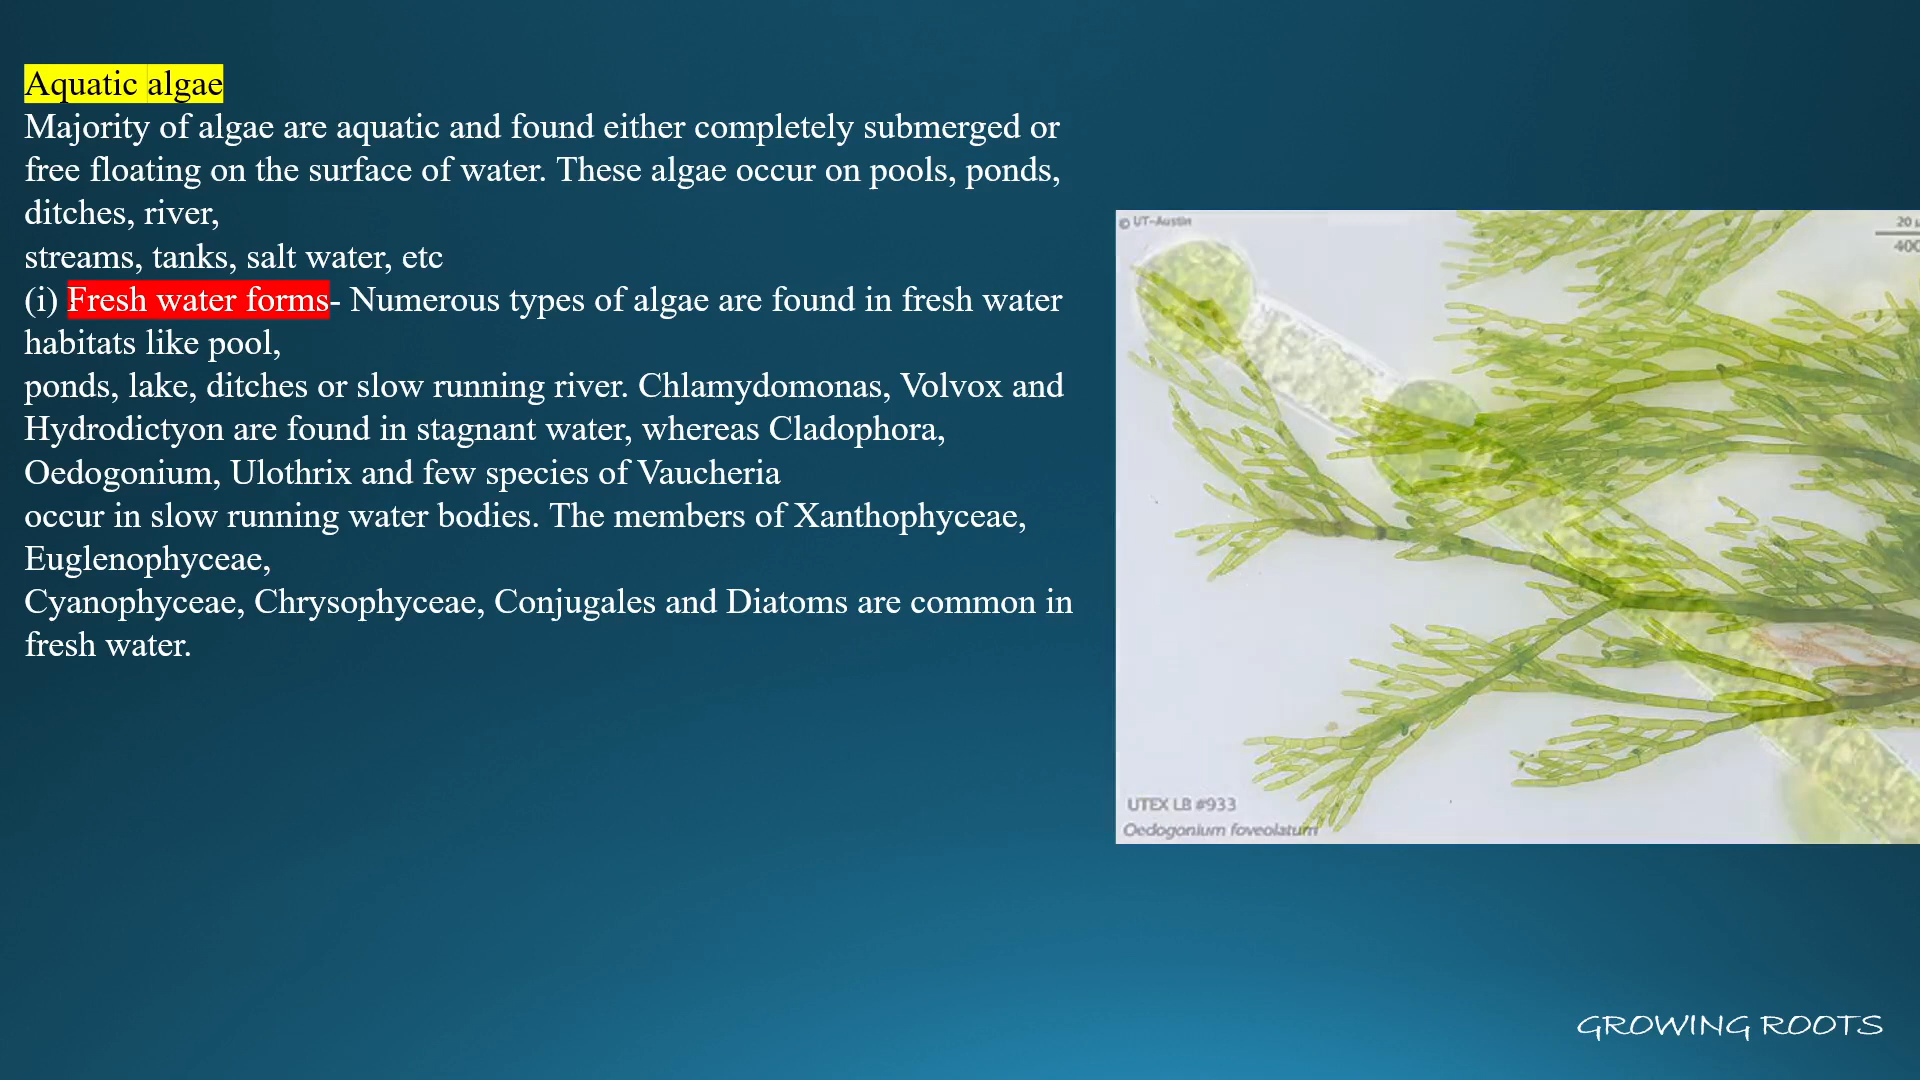 Aquatic algae
Majority of algae are aquatic and found either completely submerged or
free floating on the surface of water. These algae occur on pools, ponds,
ditches, river,
streams, tanks, salt water, etc
(i) Fresh water forms- Numerous types of algae are found in fresh water
habitats like pool,
ponds, lake, ditches or slow running river. Chlamydomonas, Volvox and
Hydrodictyon are found in stagnant water, whereas Cladophora,
Oedogonium, Ulothrix and few species of Vaucheria
occur in slow running water bodies. The members of Xanthophyceae,
Euglenophyceae,
Cyanophyceae, Chrysophyceae, Conjugales and Diatoms are common in
fresh water.
© UT-Austin
20
400
UTEX LB #933
Oedogonium foveolatum
GROWING ROOTS